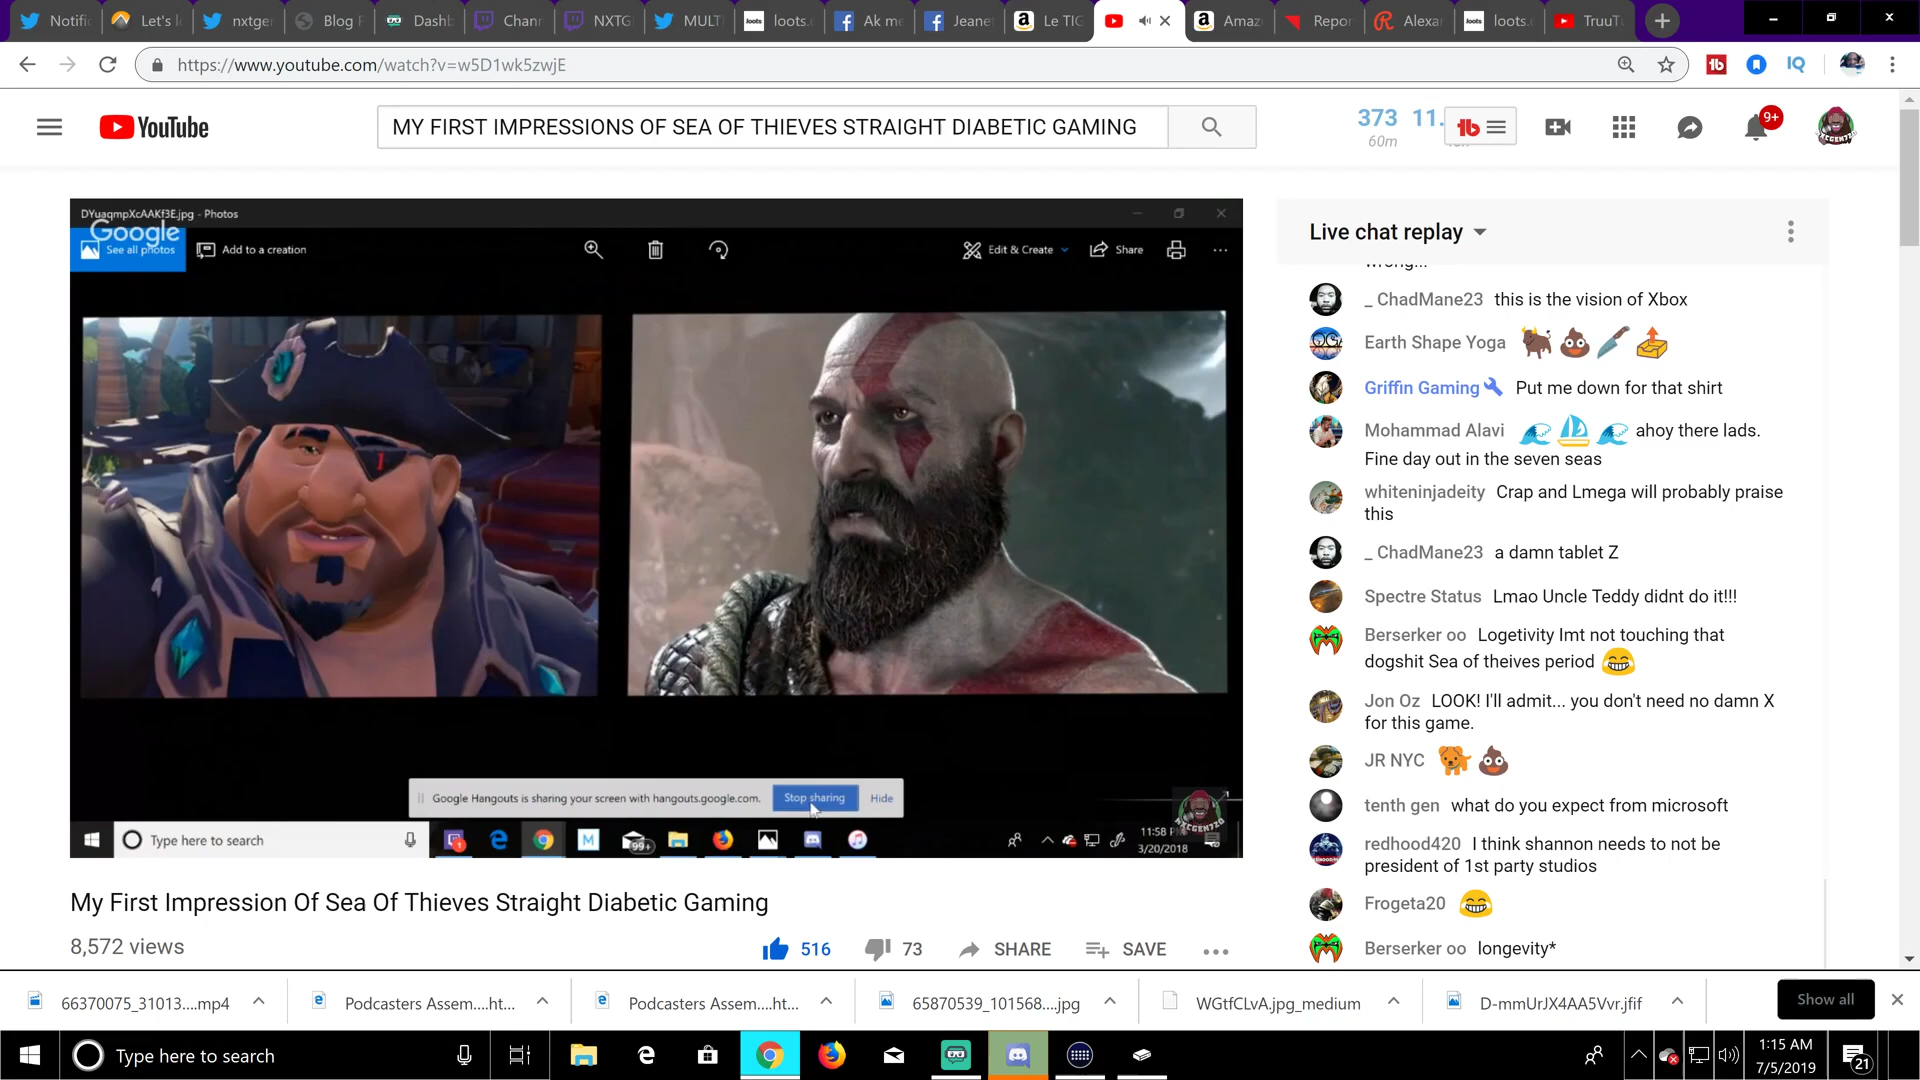 Notific
Let's l
nxtger
Blog F
Dashb
Chann
NXTG
MULT
loots.
Ak me
Jeanet
Le TIG
Amaz
Repor
Alexar
loots.
TruuTu
https://www.youtube.com/watch?v=w5D1wk5zwjE
YouTube
MY FIRST IMPRESSIONS OF SEA OF THIEVES STRAIGHT DIABETIC GAMING
373 11.
60m
9+
DYuaqmpXcAAKf3E.jpg - Photos
Google
See all photos
Add to a creation
Edit & Create
Share
Google Hangouts is sharing your screen with hangouts.google.com.
Stop sharing
Hide
Type here to search
99+
11:58 P
3/20/2018
NXTGEN720
Live chat replay
wrong...
_ ChadMane23 this is the vision of Xbox
Earth Shape Yoga
Griffin Gaming Put me down for that shirt
Mohammad Alavi ahoy there lads.
Fine day out in the seven seas
whiteninjadeity Crap and Lmega will probably praise
this
_ ChadMane23 a damn tablet Z
Spectre Status Lmao Uncle Teddy didnt do it!!!
Berserker oo Logetivity Imt not touching that
dogshit Sea of theives period
Jon Oz LOOK! I'll admit... you don't need no damn X
for this game.
JR NYC
tenth gen what do you expect from microsoft
redhood420 I think shannon needs to not be
president of 1st party studios
Frogeta20
Berserker oo longevity*
My First Impression Of Sea Of Thieves Straight Diabetic Gaming
8,572 views
516
73
SHARE
SAVE
66370075_31013....mp4
Podcasters Assem....ht...
Podcasters Assem....ht...
65870539_101568....jpg
WGtfCLvA.jpg_medium
D-mmUrJX4AA5Vvr.jfif
Show all
Type here to search
1:15 AM
7/5/2019
21